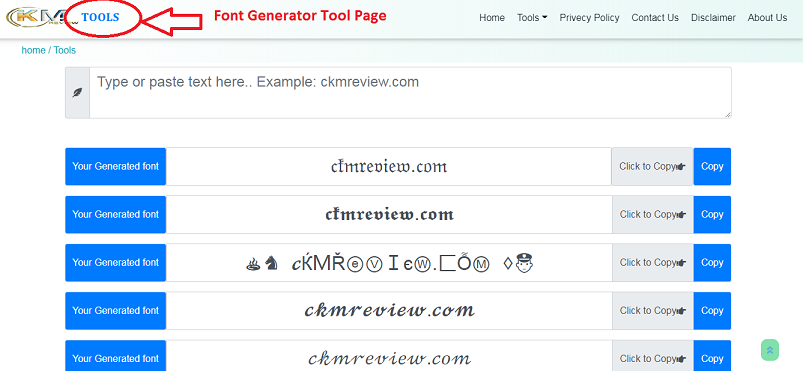 CKM TOOLS Font Generator Tool Page Home Tools Privecy Policy Contact Us Disclaimer About Us
home / Tools
Type or paste text here.. Example: ckmreview.com
Your Generated font 𝔠𝔨𝔪𝔯𝔢𝔳𝔦𝔢𝔴.𝔠𝔬𝔪 Click to Copy Copy
Your Generated font 𝖈𝖐𝖒𝖗𝖊𝖛𝖎𝖊𝖜.𝖈𝖔𝖒 Click to Copy Copy
Your Generated font ♨♞ 𝘤ЌМŘⓔⓋIєⓦ.□ỖⓂ ◊👮 Click to Copy Copy
Your Generated font 𝓬𝓴𝓶𝓻𝓮𝓿𝓲𝓮𝔀.𝓬𝓸𝓶 Click to Copy Copy
Your Generated font 𝒸𝓀𝓂𝓇𝑒𝓋𝒾𝑒𝓌.𝒸𝑜𝓂 Click to Copy Copy